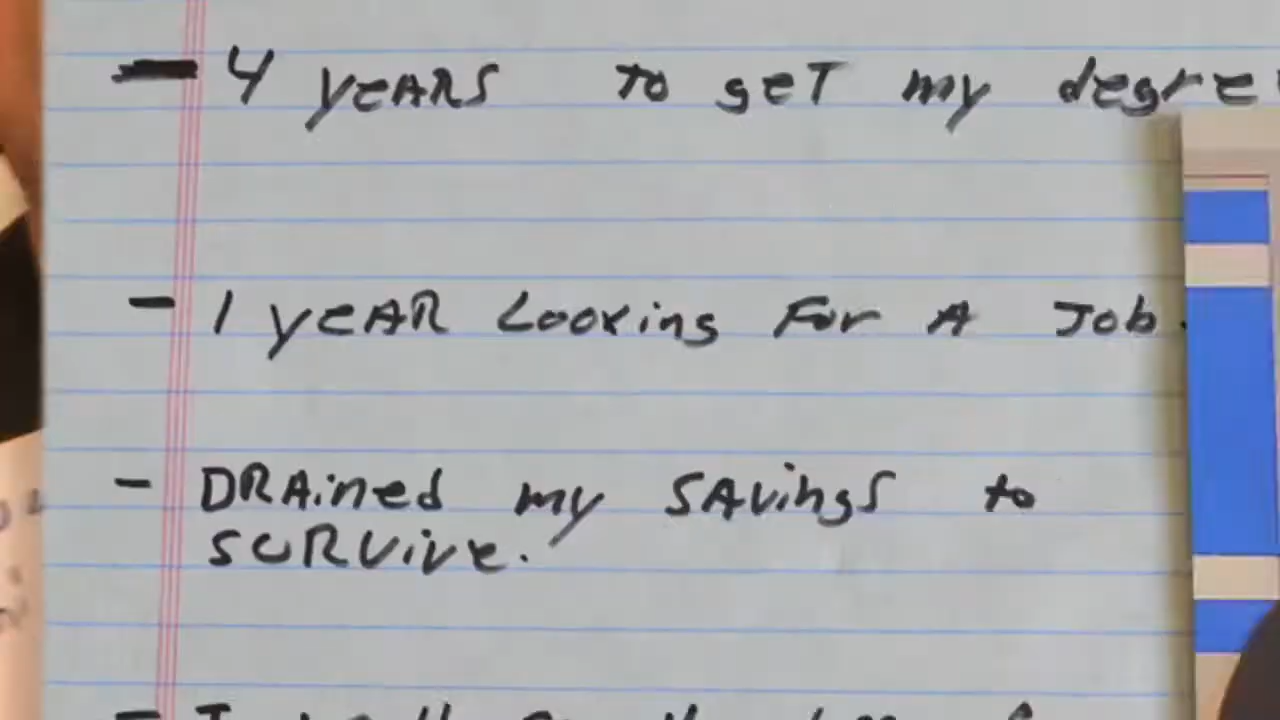 - 4 YeARS to geT my degre
- 1 YeAR Looking For A Job.
- DRAined my SAvingS to
SURvive.